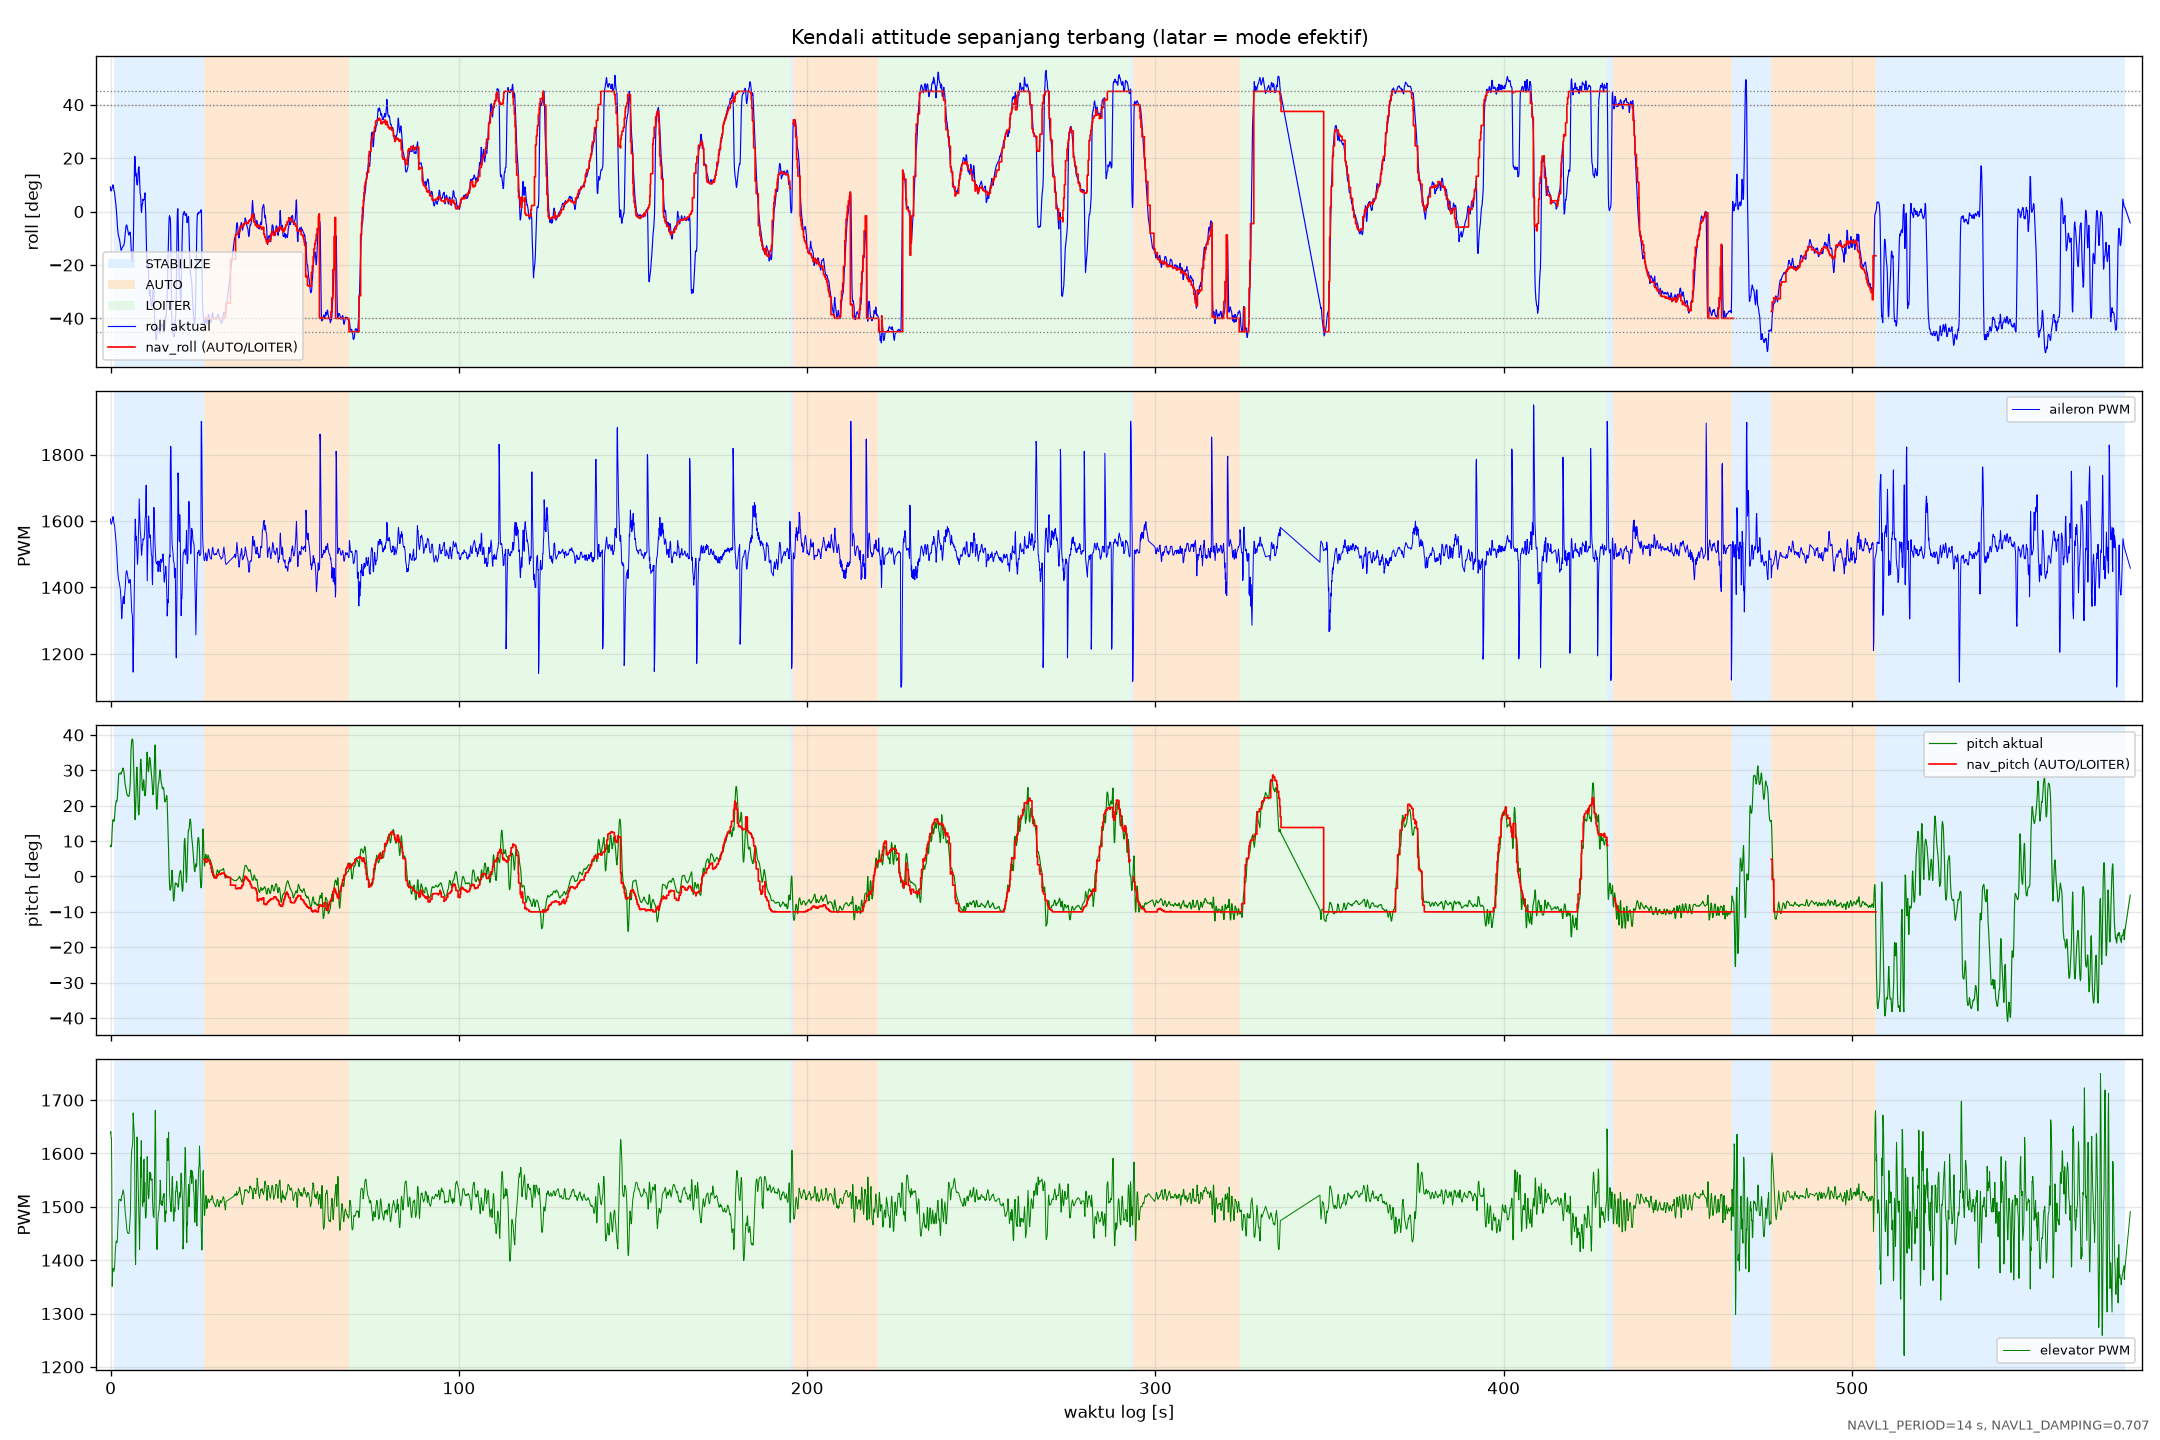 Kendali attitude sepanjang terbang (latar = mode efektif)
roll [deg]
40
20
0
−20
−40
STABILIZE
AUTO
LOITER
roll aktual
nav_roll (AUTO/LOITER)
PWM
1800
1600
1400
1200
aileron PWM
pitch [deg]
40
30
20
10
0
−10
−20
−30
−40
pitch aktual
nav_pitch (AUTO/LOITER)
PWM
1700
1600
1500
1400
1300
1200
elevator PWM
0 100 200 300 400 500
waktu log [s]
NAVL1_PERIOD=14 s, NAVL1_DAMPING=0.707